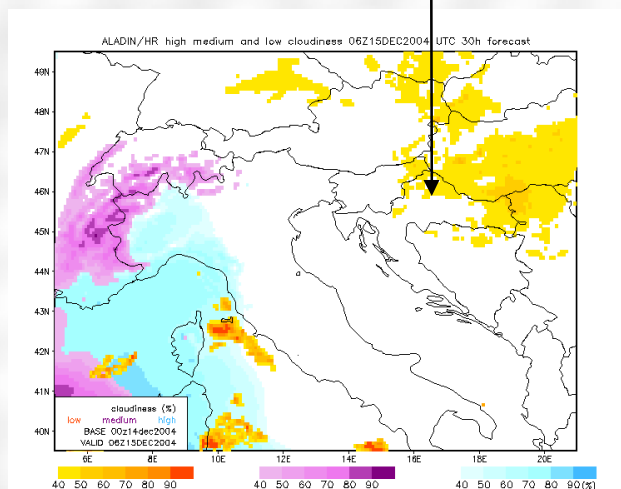 ALADIN/HR high medium and low cloudiness 06Z15DEC2004 UTC 30h forecast
49N
48N
47N
46N
45N
44N
43N
42N
41N
40N
cloudiness (%)
low medium high
BASE 00z14dec2004
VALID 06Z15DEC2004
6E 8E 10E 12E 14E 16E 18E 20E
40 50 60 70 80 90 40 50 60 70 80 90 40 50 60 70 80 90(%)